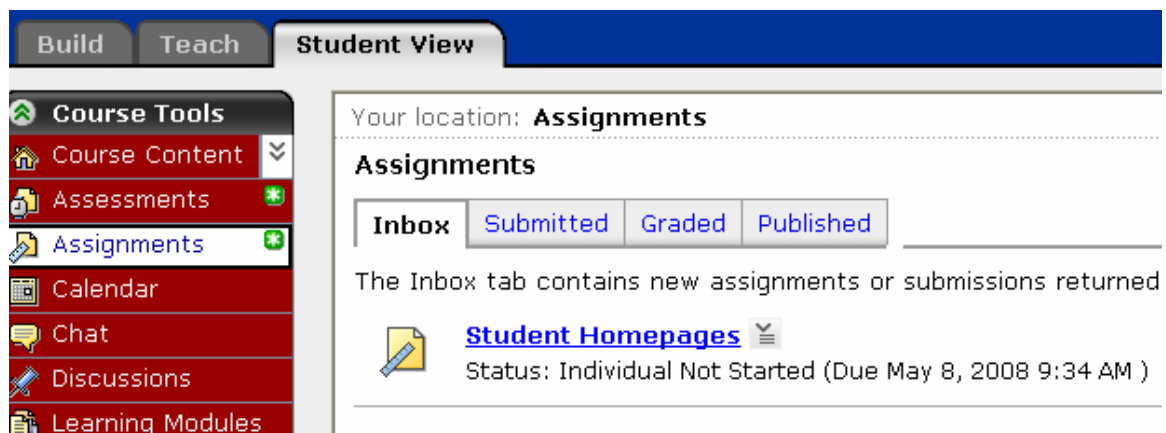 Build Teach Student View
Course Tools
Course Content
Assessments
Assignments
Calendar
Chat
Discussions
Learning Modules
Your location: Assignments
Assignments
Inbox Submitted Graded Published
The Inbox tab contains new assignments or submissions returned
Student Homepages
Status: Individual Not Started (Due May 8, 2008 9:34 AM )